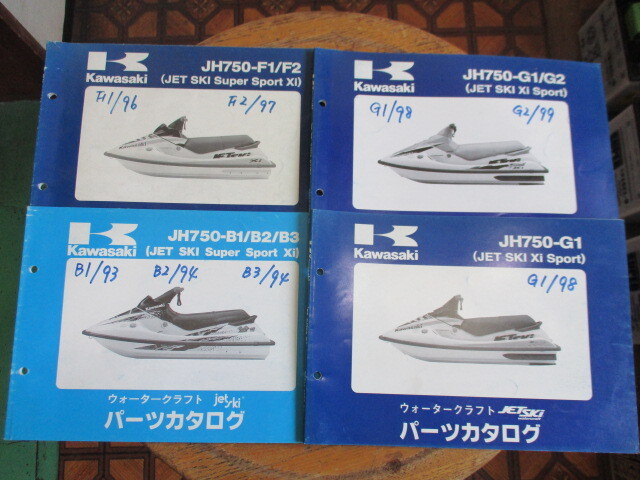 Kawasaki
JH750-F1/F2
(JET SKI Super Sport Xi)
F1/96 F2/97
Kawasaki
JH750-G1/G2
(JET SKI Xi Sport)
G1/98 G2/99
Kawasaki
JH750-B1/B2/B3
(JET SKI Super Sport Xi)
B1/93 B2/94 B3/94
ウォータークラフト Jet Ski
パーツカタログ
Kawasaki
JH750-G1
(JET SKI Xi Sport)
G1/98
ウォータークラフト JET SKI
パーツカタログ